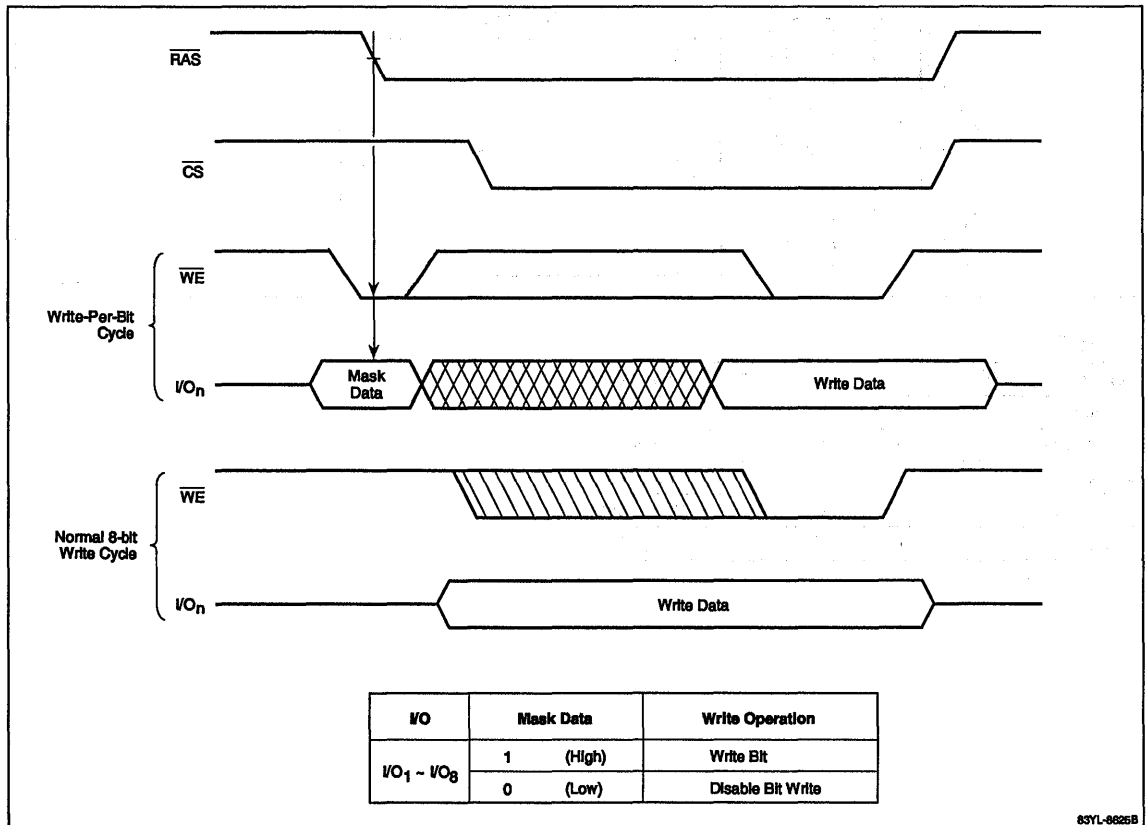 RAS
CS
WE
Write-Per-Bit
Cycle
I/On
Mask
Data
Write Data
WE
Normal 8-bit
Write Cycle
I/On
Write Data
I/O Mask Data Write Operation
I/O1 ~ I/O8
1 (High) Write Bit
0 (Low) Disable Bit Write
83YL-8625B